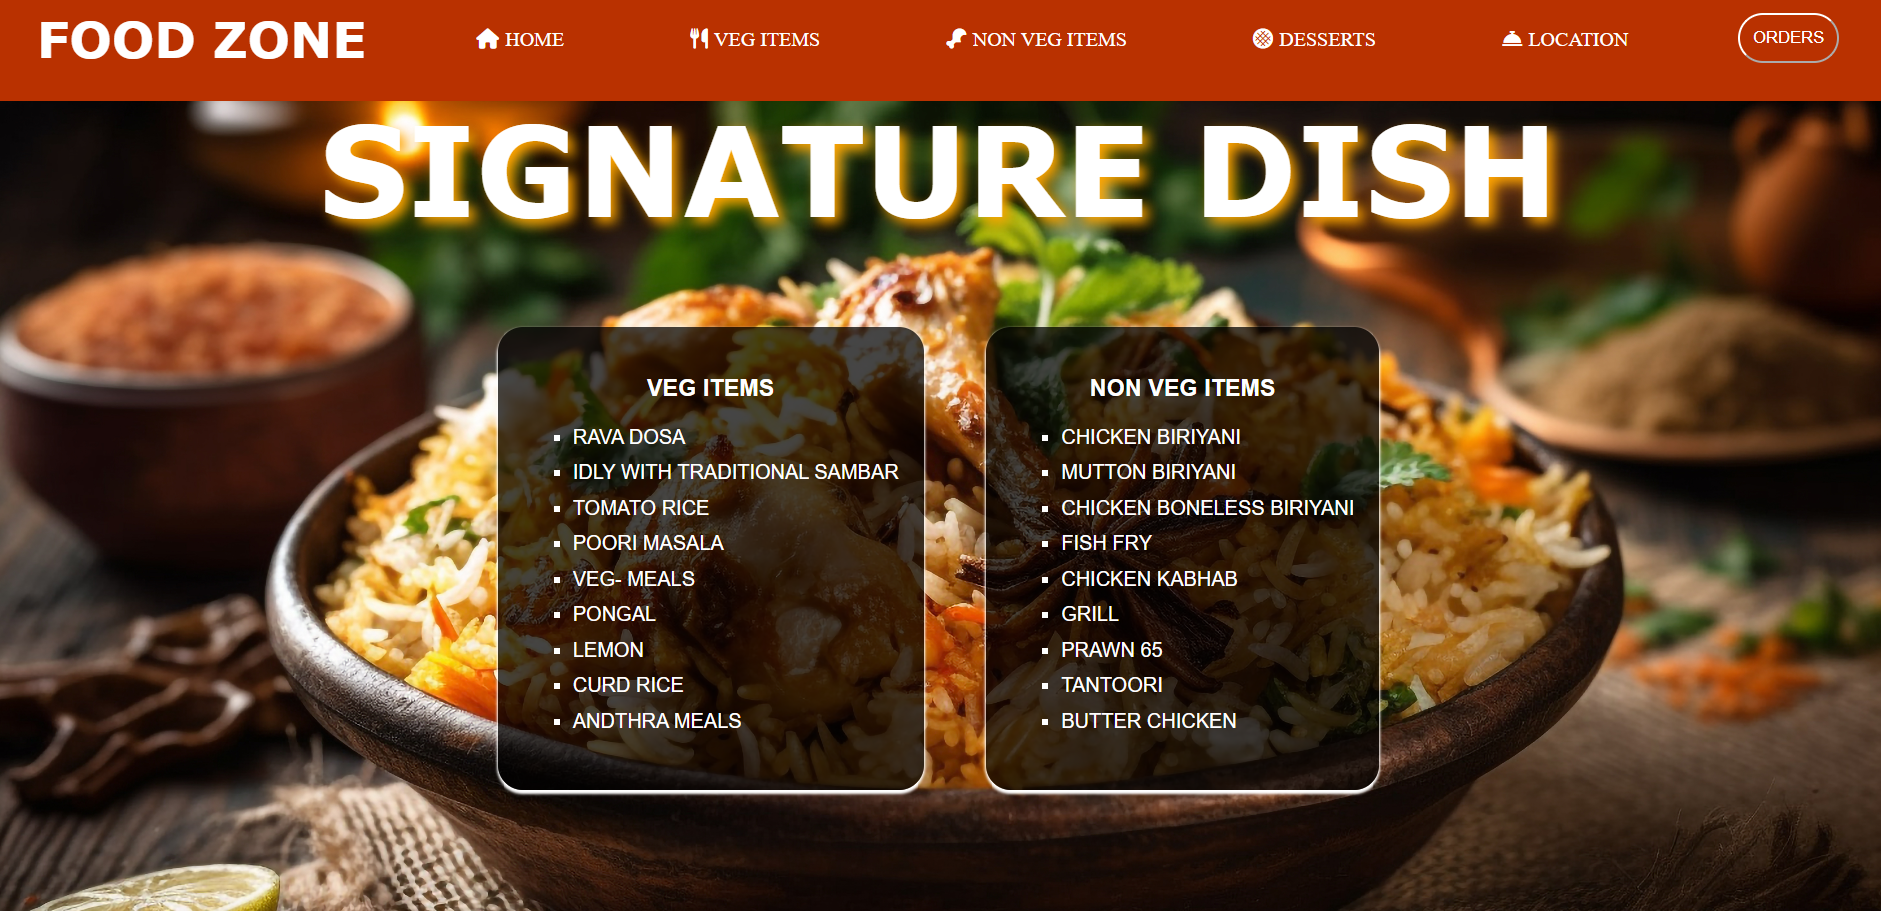 FOOD ZONE
HOME
VEG ITEMS
NON VEG ITEMS
DESSERTS
LOCATION
ORDERS
SIGNATURE DISH
VEG ITEMS
RAVA DOSA
IDLY WITH TRADITIONAL SAMBAR
TOMATO RICE
POORI MASALA
VEG- MEALS
PONGAL
LEMON
CURD RICE
ANDTHRA MEALS
NON VEG ITEMS
CHICKEN BIRIYANI
MUTTON BIRIYANI
CHICKEN BONELESS BIRIYANI
FISH FRY
CHICKEN KABHAB
GRILL
PRAWN 65
TANTOORI
BUTTER CHICKEN